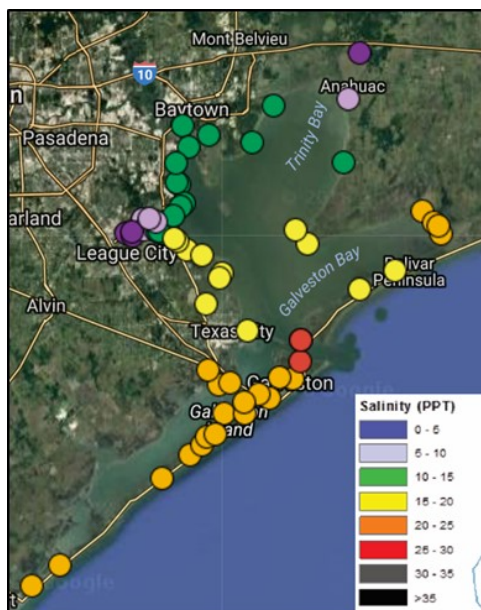 Mont Belvieu
10
Anahuac
Baytown
Trinity Bay
Pasadena
League City
Galveston Bay
Bolivar
Peninsula
Alvin
Texas City
Galveston
Island
Salinity (PPT)
0 - 5
5 - 10
10 - 15
15 - 20
20 - 25
25 - 30
30 - 35
>35